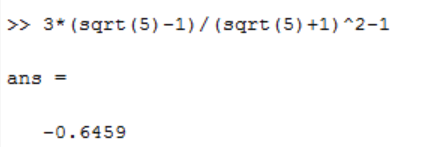 >> 3*(sqrt(5)-1)/(sqrt(5)+1)^2-1
ans =
-0.6459